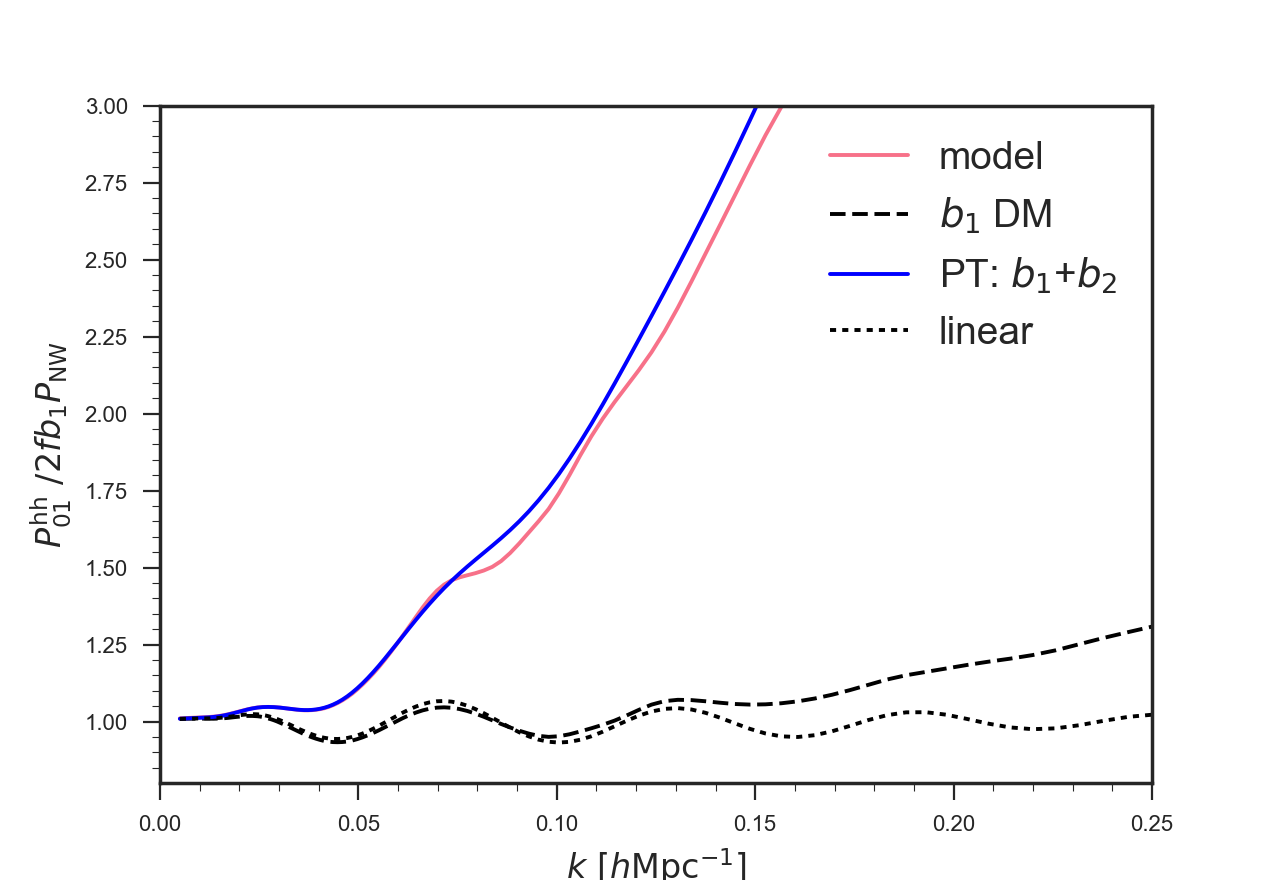 3.00
2.75
2.50
2.25
2.00
1.75
1.50
1.25
1.00
P₀₁ʰʰ /2fb₁P_NW
model
b₁ DM
PT: b₁+b₂
linear
0.00 0.05 0.10 0.15 0.20 0.25
k [hMpc⁻¹]